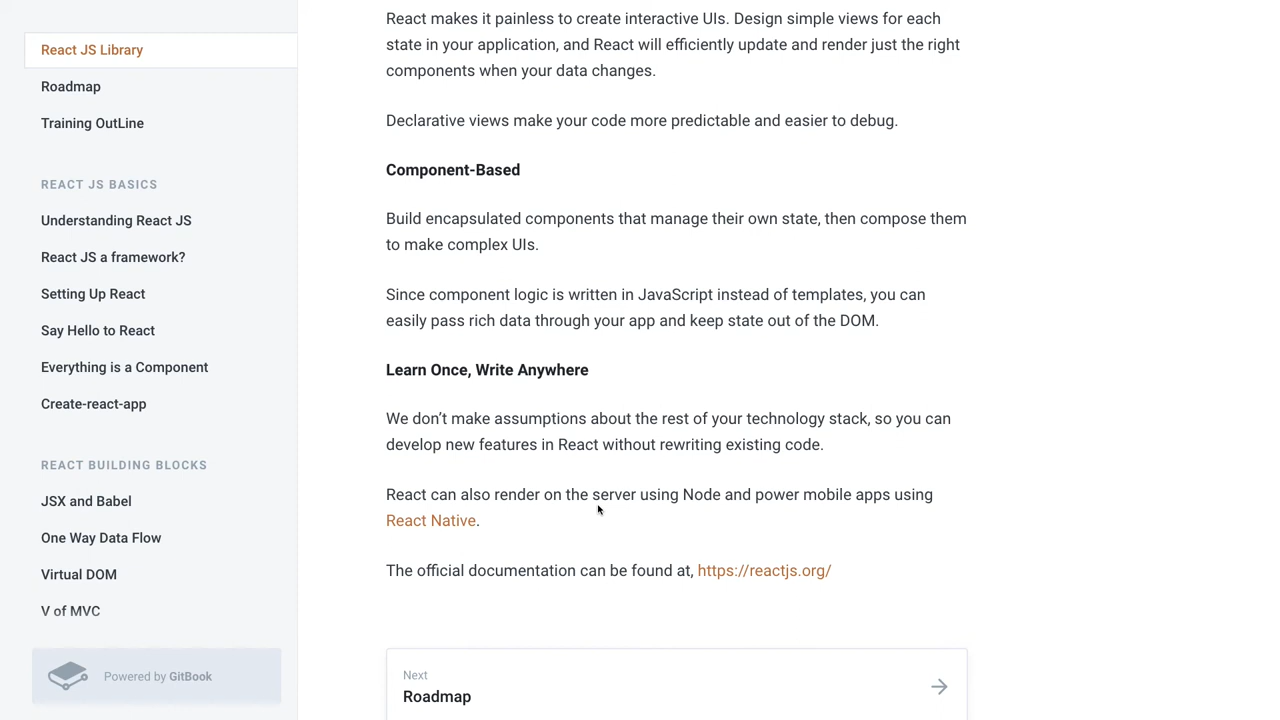 React JS Library
Roadmap
Training OutLine
REACT JS BASICS
Understanding React JS
React JS a framework?
Setting Up React
Say Hello to React
Everything is a Component
Create-react-app
REACT BUILDING BLOCKS
JSX and Babel
One Way Data Flow
Virtual DOM
V of MVC
Powered by GitBook
React makes it painless to create interactive UIs. Design simple views for each
state in your application, and React will efficiently update and render just the right
components when your data changes.
Declarative views make your code more predictable and easier to debug.
Component-Based
Build encapsulated components that manage their own state, then compose them
to make complex UIs.
Since component logic is written in JavaScript instead of templates, you can
easily pass rich data through your app and keep state out of the DOM.
Learn Once, Write Anywhere
We don’t make assumptions about the rest of your technology stack, so you can
develop new features in React without rewriting existing code.
React can also render on the server using Node and power mobile apps using
React Native.
The official documentation can be found at, https://reactjs.org/
Next
Roadmap